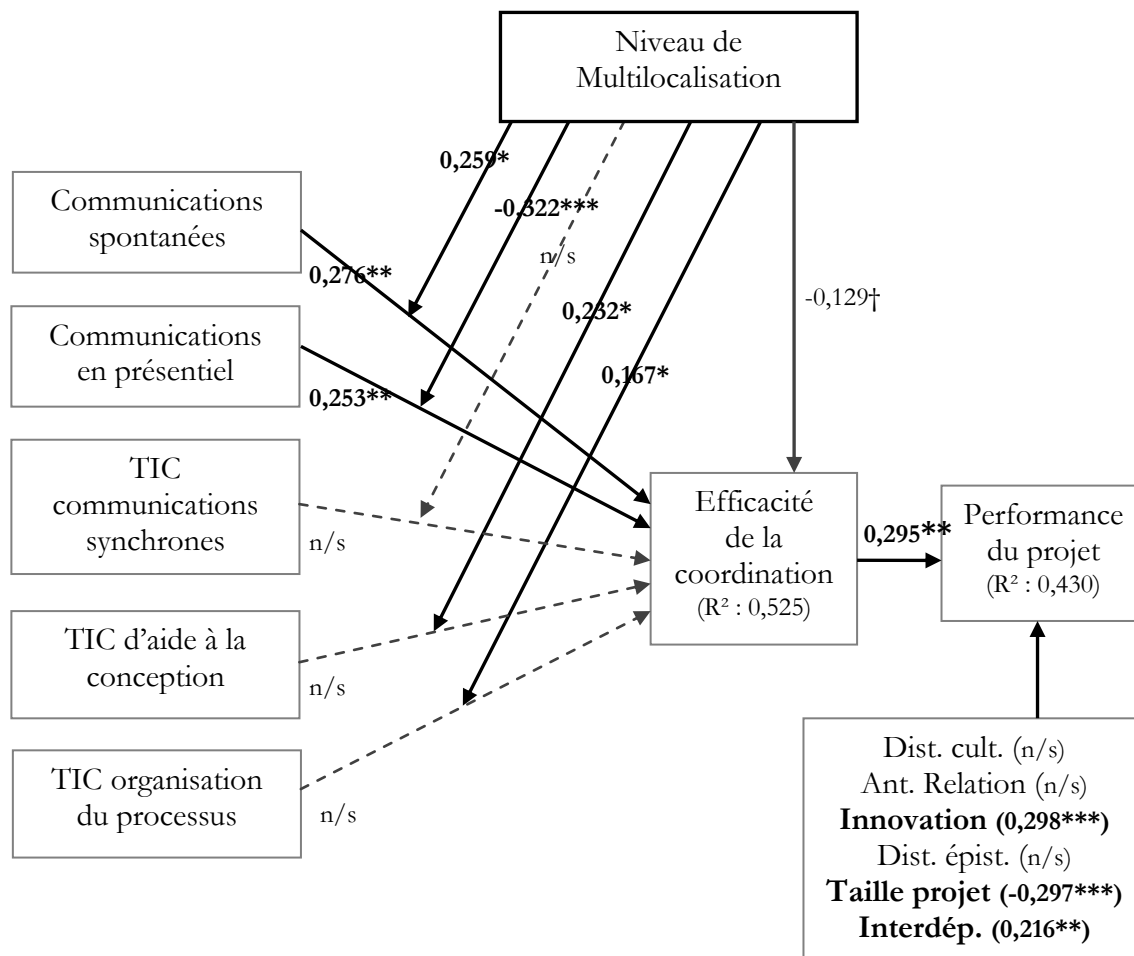 Niveau de
Multilocalisation
0,259*
-0,322***
n/s
0,232*
0,167*
-0,129†
Communications
spontanées
0,276**
Communications
en présentiel
0,253**
TIC
communications
synchrones
n/s
TIC d'aide à la
conception
n/s
TIC organisation
du processus
n/s
Efficacité
de la
coordination
(R² : 0,525)
0,295**
Performance
du projet
(R² : 0,430)
Dist. cult. (n/s)
Ant. Relation (n/s)
Innovation (0,298***)
Dist. épist. (n/s)
Taille projet (-0,297***)
Interdép. (0,216**)